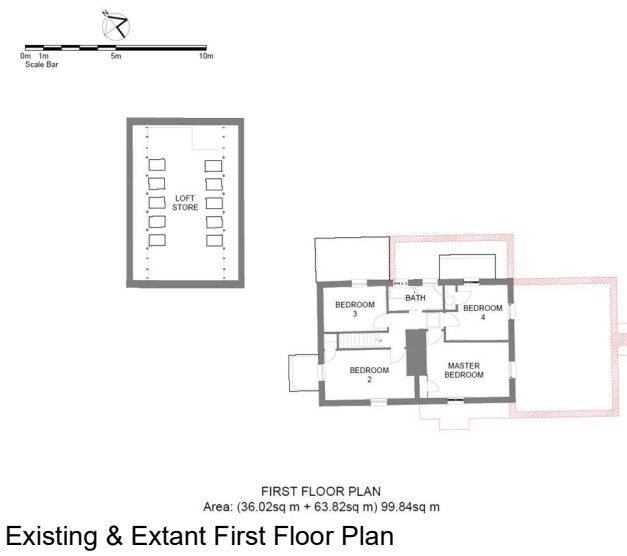 N
0m 1m 5m 10m
Scale Bar
LOFT
STORE
BEDROOM
3
BATH
BEDROOM
4
BEDROOM
2
MASTER
BEDROOM
FIRST FLOOR PLAN
Area: (36.02sq m + 63.82sq m) 99.84sq m
Existing & Extant First Floor Plan